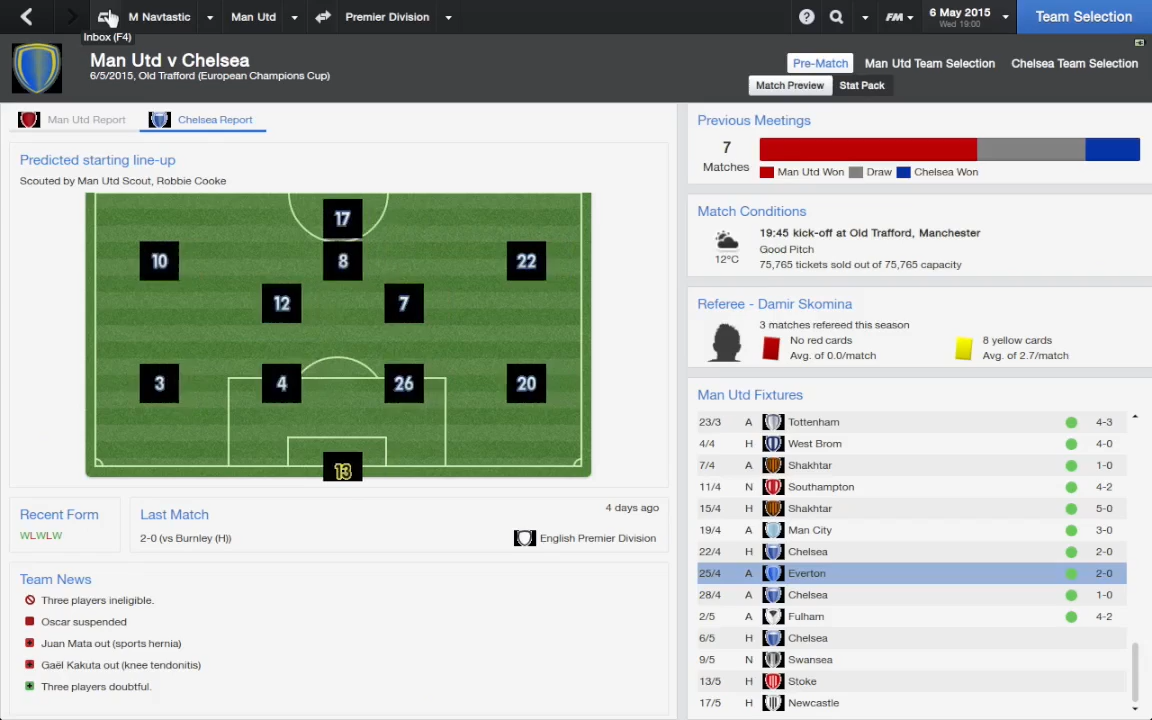 M Navtastic
Man Utd
Premier Division
FM
6 May 2015
Wed 19:00
Team Selection
Inbox (F4)
Man Utd v Chelsea
6/5/2015, Old Trafford (European Champions Cup)
Pre-Match
Man Utd Team Selection
Chelsea Team Selection
Match Preview
Stat Pack
Man Utd Report
Chelsea Report
Predicted starting line-up
Scouted by Man Utd Scout, Robbie Cooke
17
10 8 22
12 7
3 4 26 20
13
Recent Form
WLWLW
Last Match
4 days ago
2-0 (vs Burnley (H))
English Premier Division
Team News
Three players ineligible.
Oscar suspended
Juan Mata out (sports hernia)
Gaël Kakuta out (knee tendonitis)
Three players doubtful.
Previous Meetings
7
Matches
Man Utd Won Draw Chelsea Won
Match Conditions
19:45 kick-off at Old Trafford, Manchester
Good Pitch
75,765 tickets sold out of 75,765 capacity
12°C
Referee - Damir Skomina
3 matches refereed this season
No red cards
Avg. of 0.0/match
8 yellow cards
Avg. of 2.7/match
Man Utd Fixtures
23/3 A Tottenham 4-3
4/4 H West Brom 4-0
7/4 A Shakhtar 1-0
11/4 N Southampton 4-2
15/4 H Shakhtar 5-0
19/4 A Man City 3-0
22/4 H Chelsea 2-0
25/4 A Everton 2-0
28/4 A Chelsea 1-0
2/5 A Fulham 4-2
6/5 H Chelsea
9/5 N Swansea
13/5 H Stoke
17/5 H Newcastle